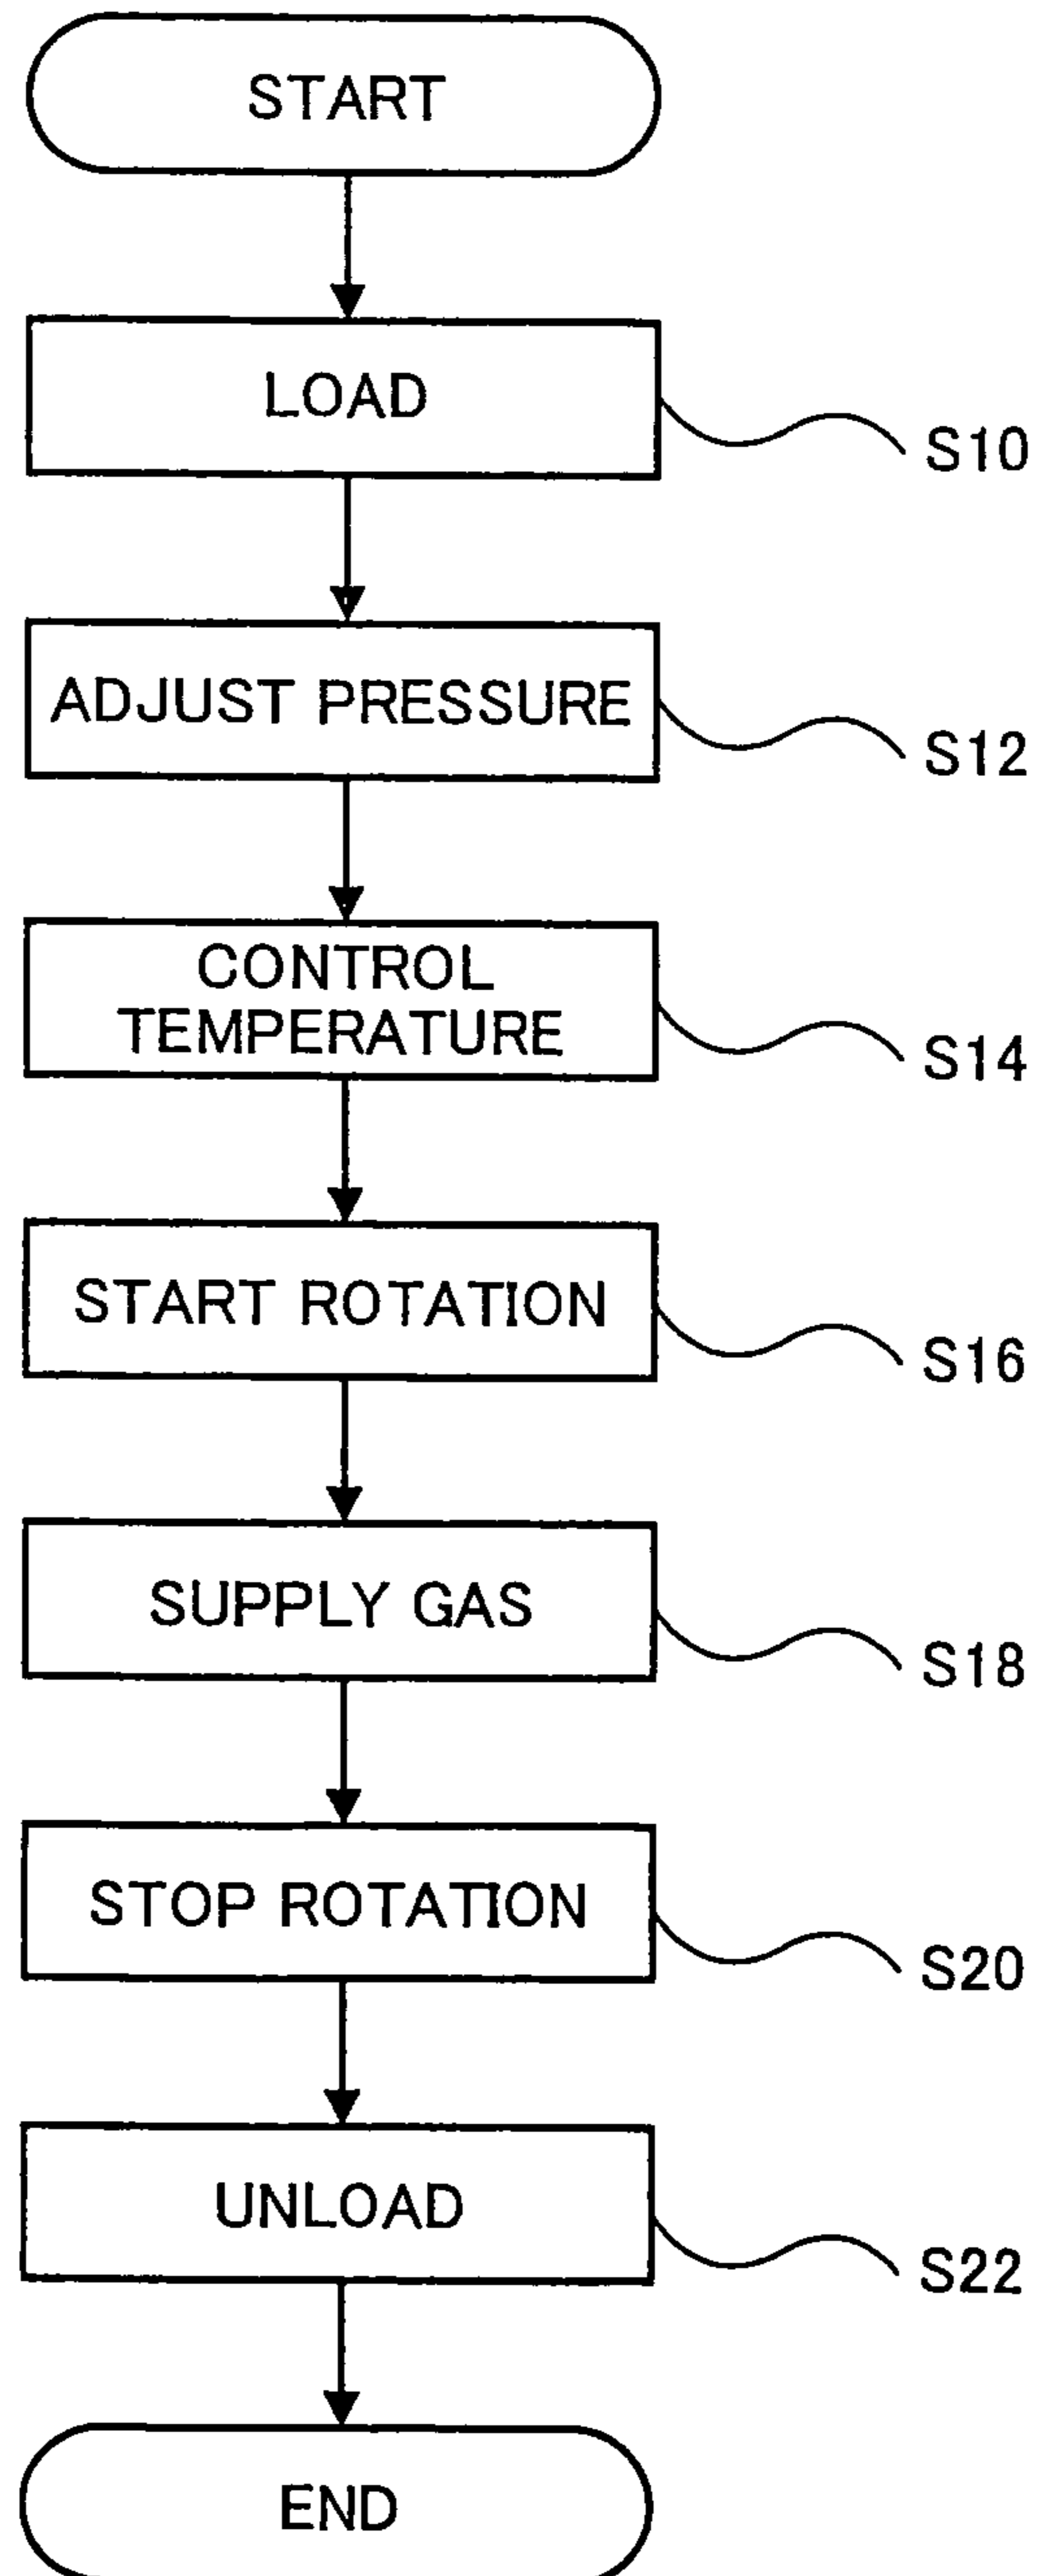 START
LOAD
S10
ADJUST PRESSURE
S12
CONTROL
TEMPERATURE
S14
START ROTATION
S16
SUPPLY GAS
S18
STOP ROTATION
S20
UNLOAD
S22
END